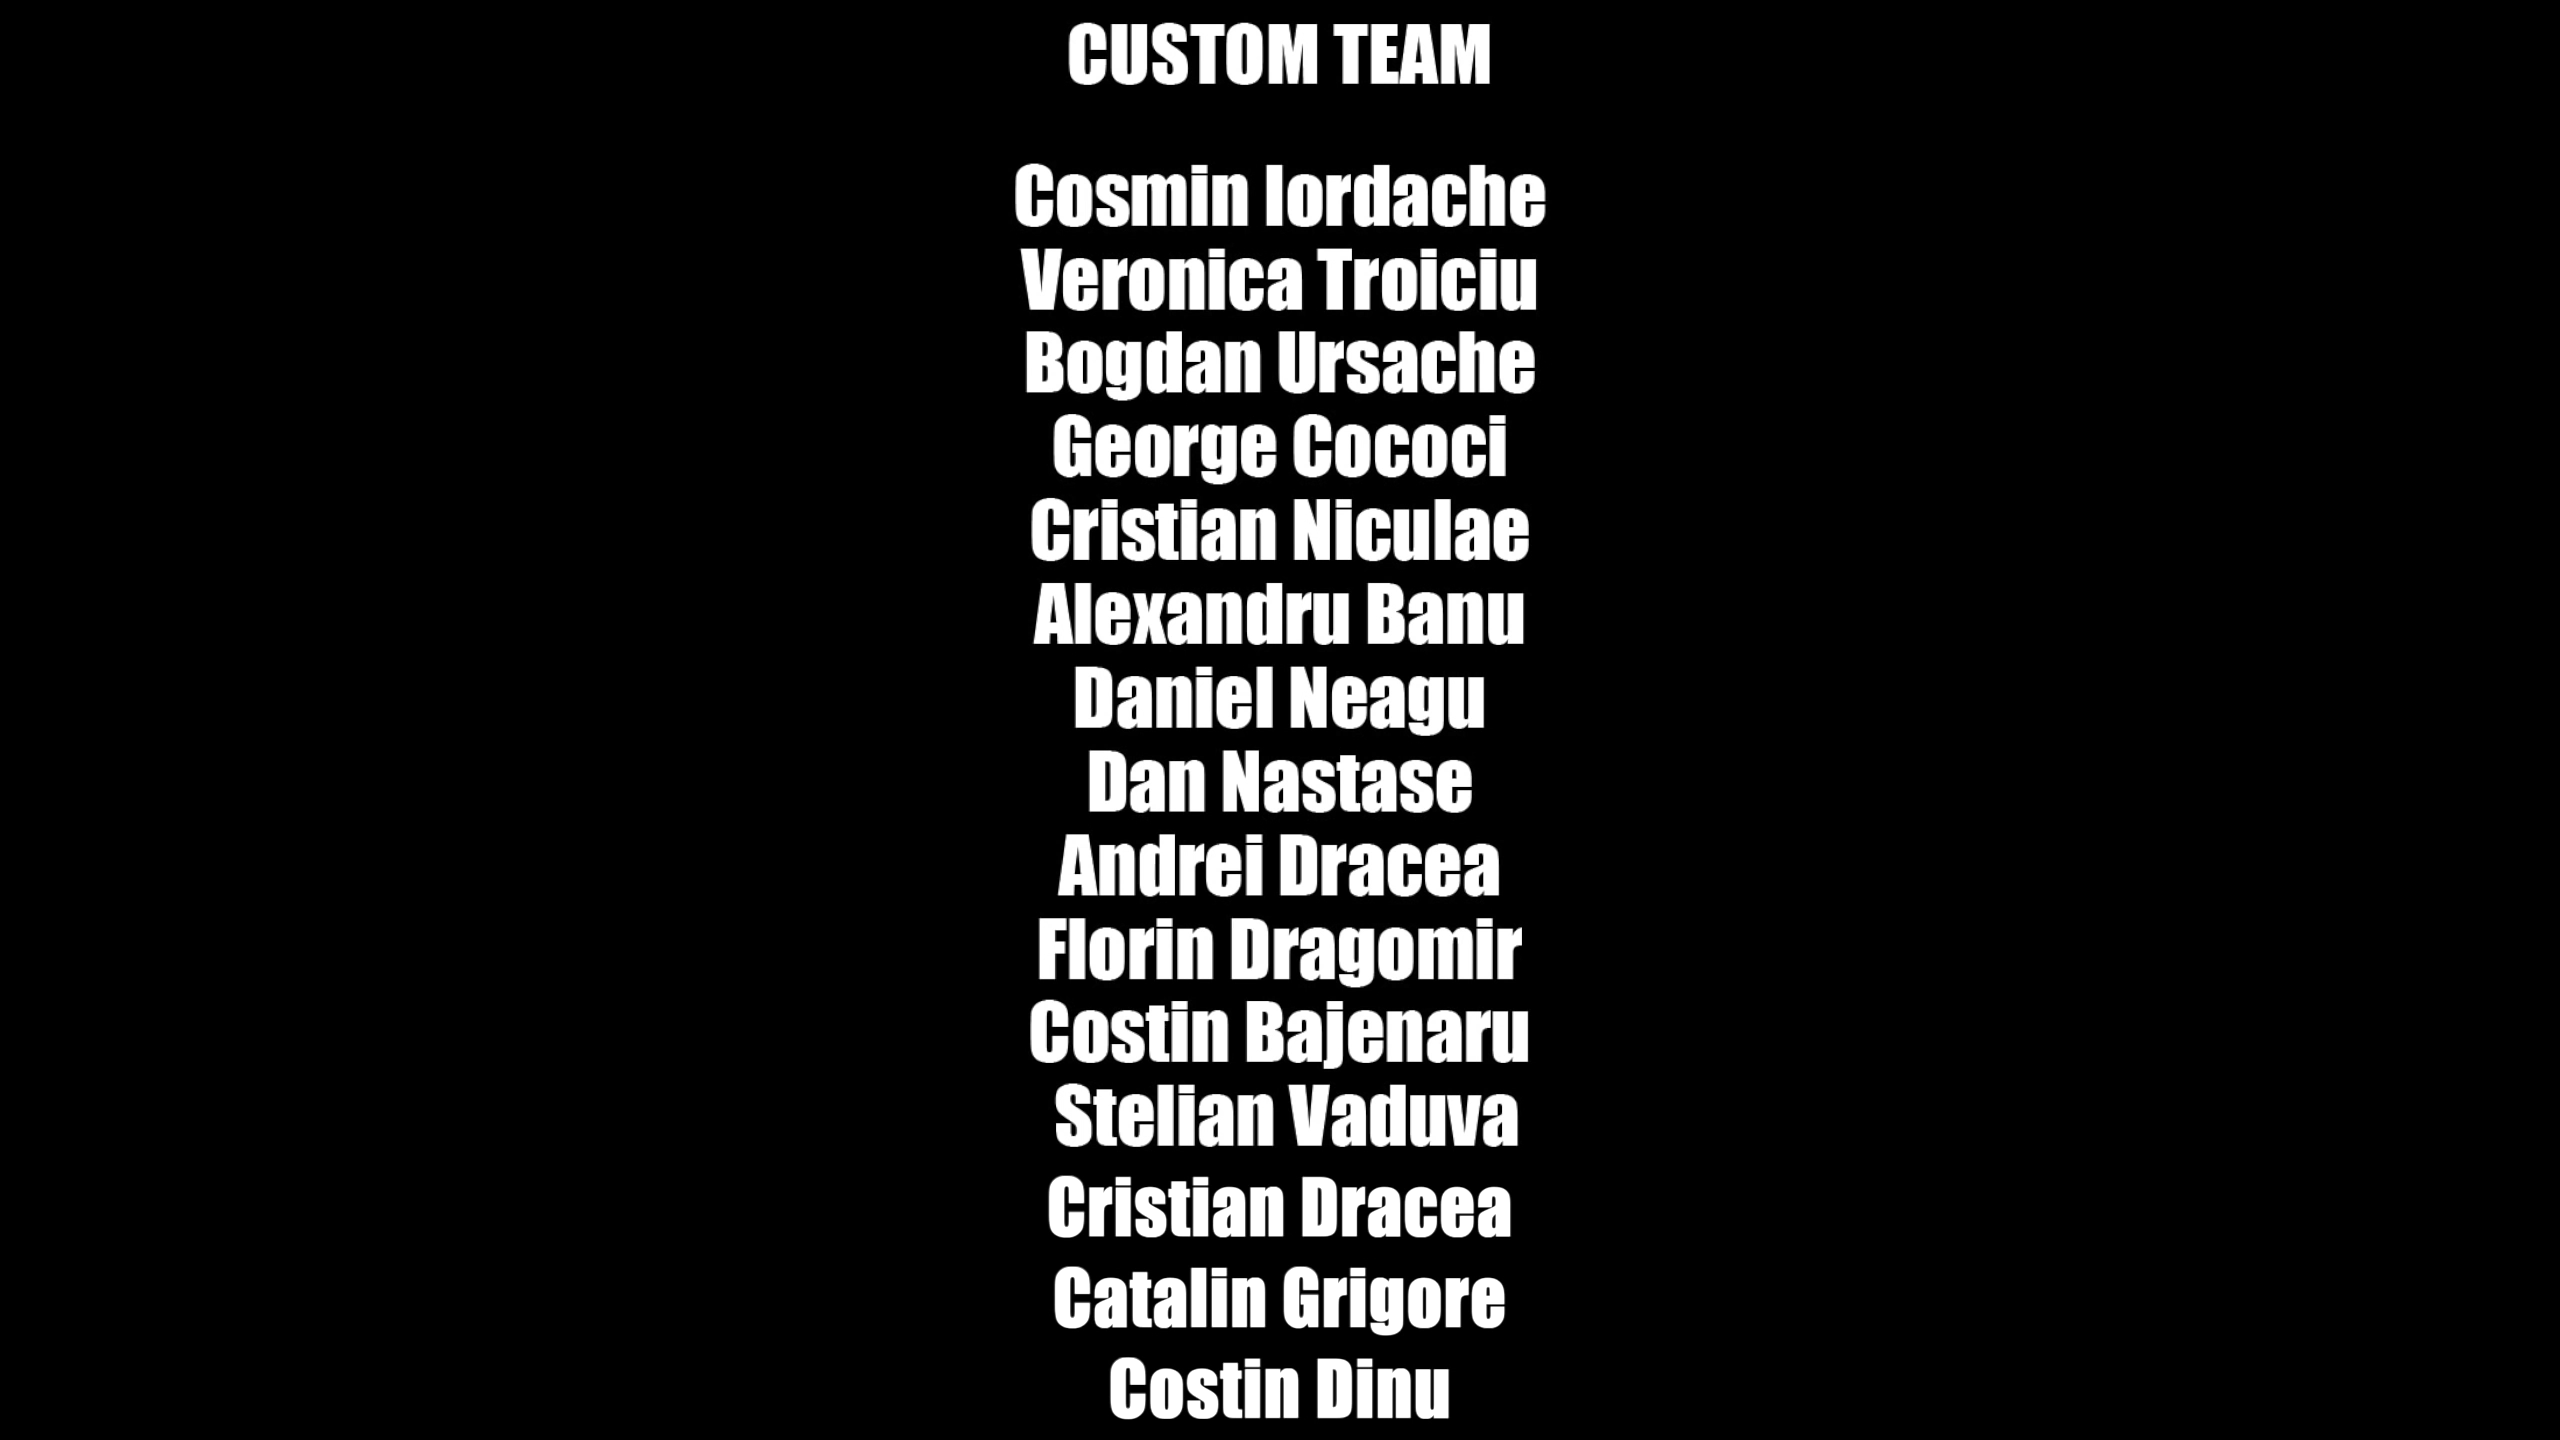 CUSTOM TEAM
Cosmin Iordache
Veronica Troiciu
Bogdan Ursache
George Cococi
Cristian Niculae
Alexandru Banu
Daniel Neagu
Dan Nastase
Andrei Dracea
Florin Dragomir
Costin Bajenaru
Stelian Vaduva
Cristian Dracea
Catalin Grigore
Costin Dinu